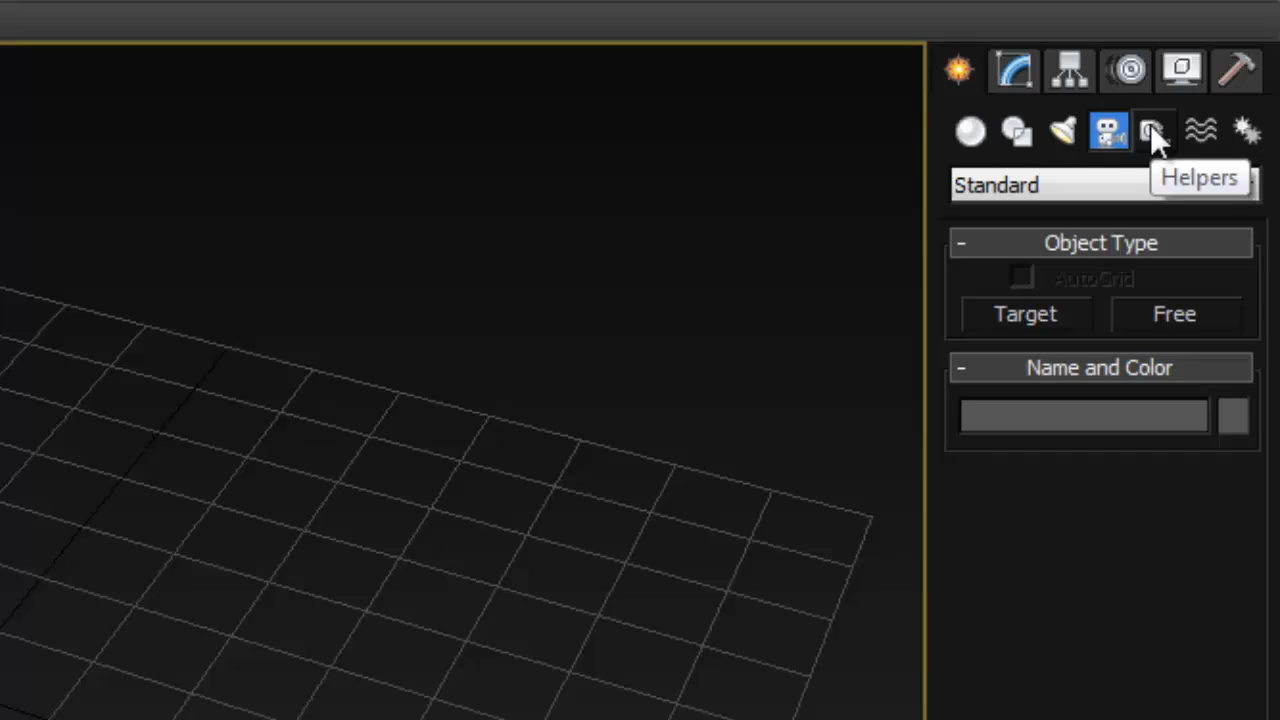 Standard
Helpers
- Object Type
AutoGrid
Target Free
- Name and Color